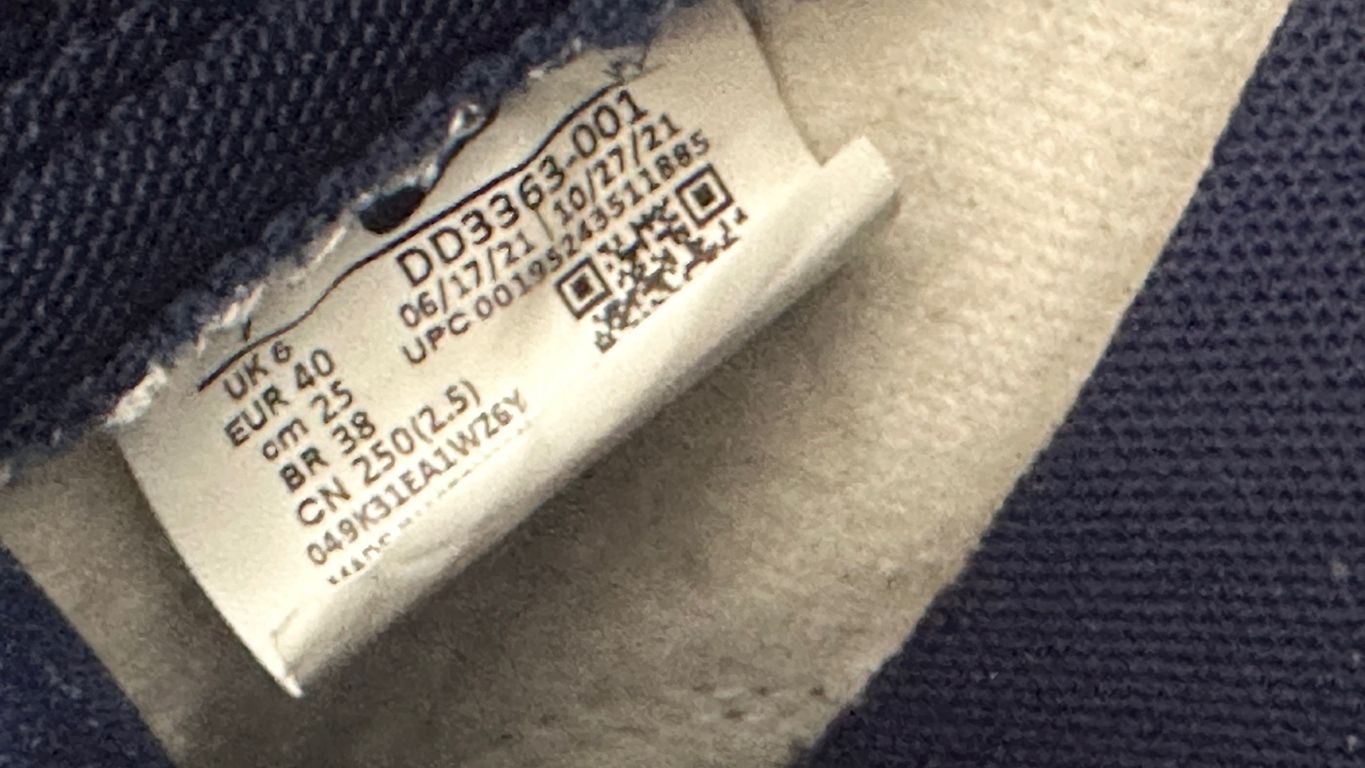 DD3363-001
06/17/21 10/27/21
UPC 00195243511885
UK 6
EUR 40
cm 25
BR 38
CN 250(2.5)
049K31EA1WZ6Y